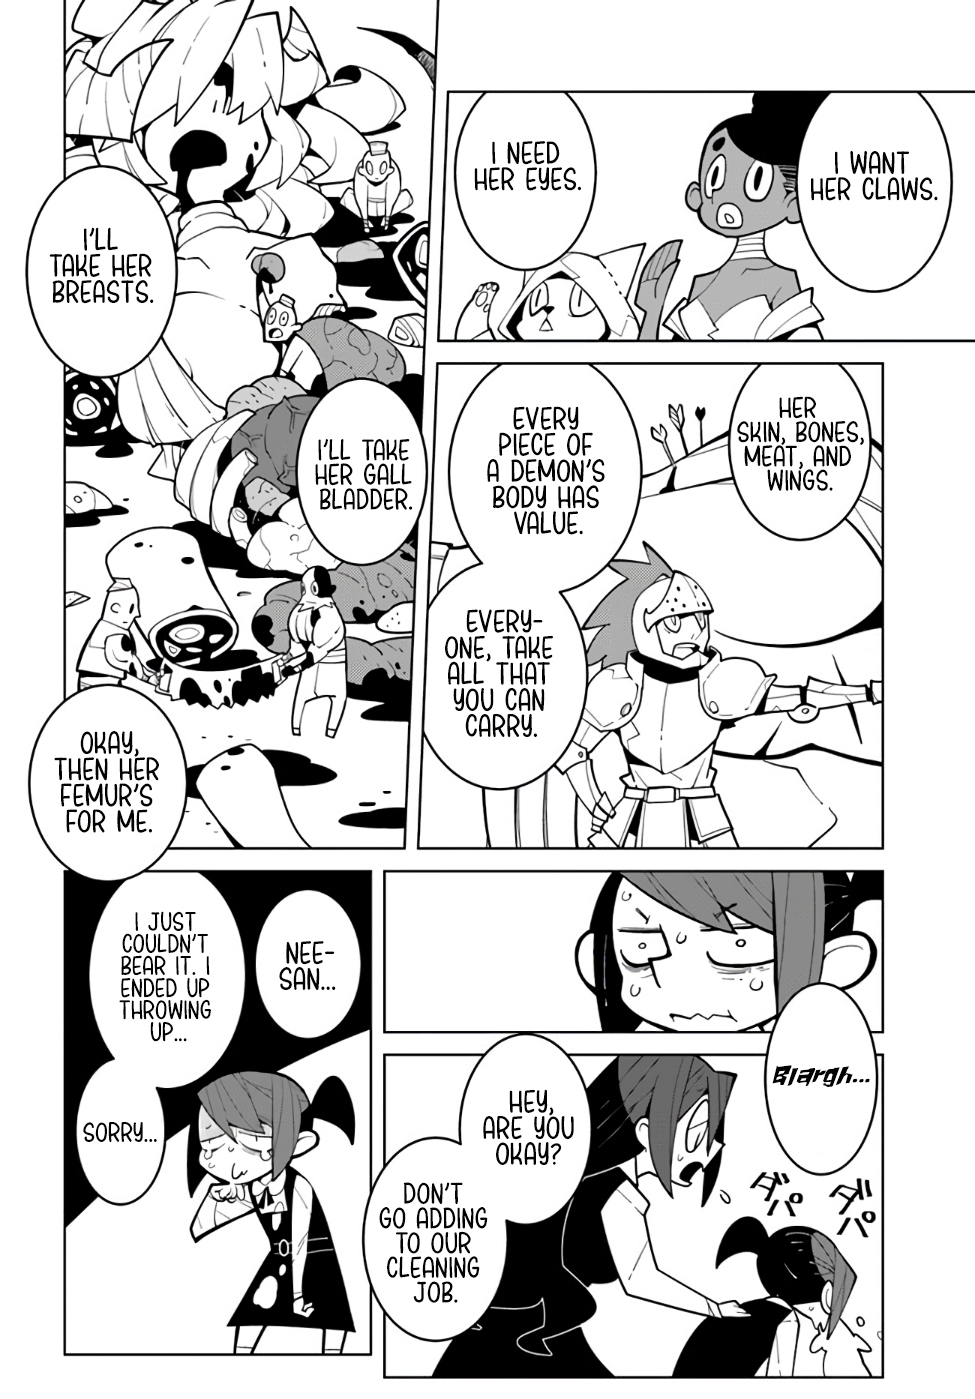 I WANT
HER CLAWS.
I NEED
HER EYES.
I'LL
TAKE HER
BREASTS.
I'LL TAKE
HER GALL
BLADDER.
OKAY,
THEN HER
FEMUR'S
FOR ME.
HER
SKIN, BONES,
MEAT, AND
WINGS.
EVERY
PIECE OF
A DEMON'S
BODY HAS
VALUE.
EVERY-
ONE, TAKE
ALL THAT
YOU CAN
CARRY.
Blargh...
HEY,
ARE YOU
OKAY?
DON'T
GO ADDING
TO OUR
CLEANING
JOB.
ダパ
ダパ
NEE-
SAN...
I JUST
COULDN'T
BEAR IT. I
ENDED UP
THROWING
UP...
SORRY...